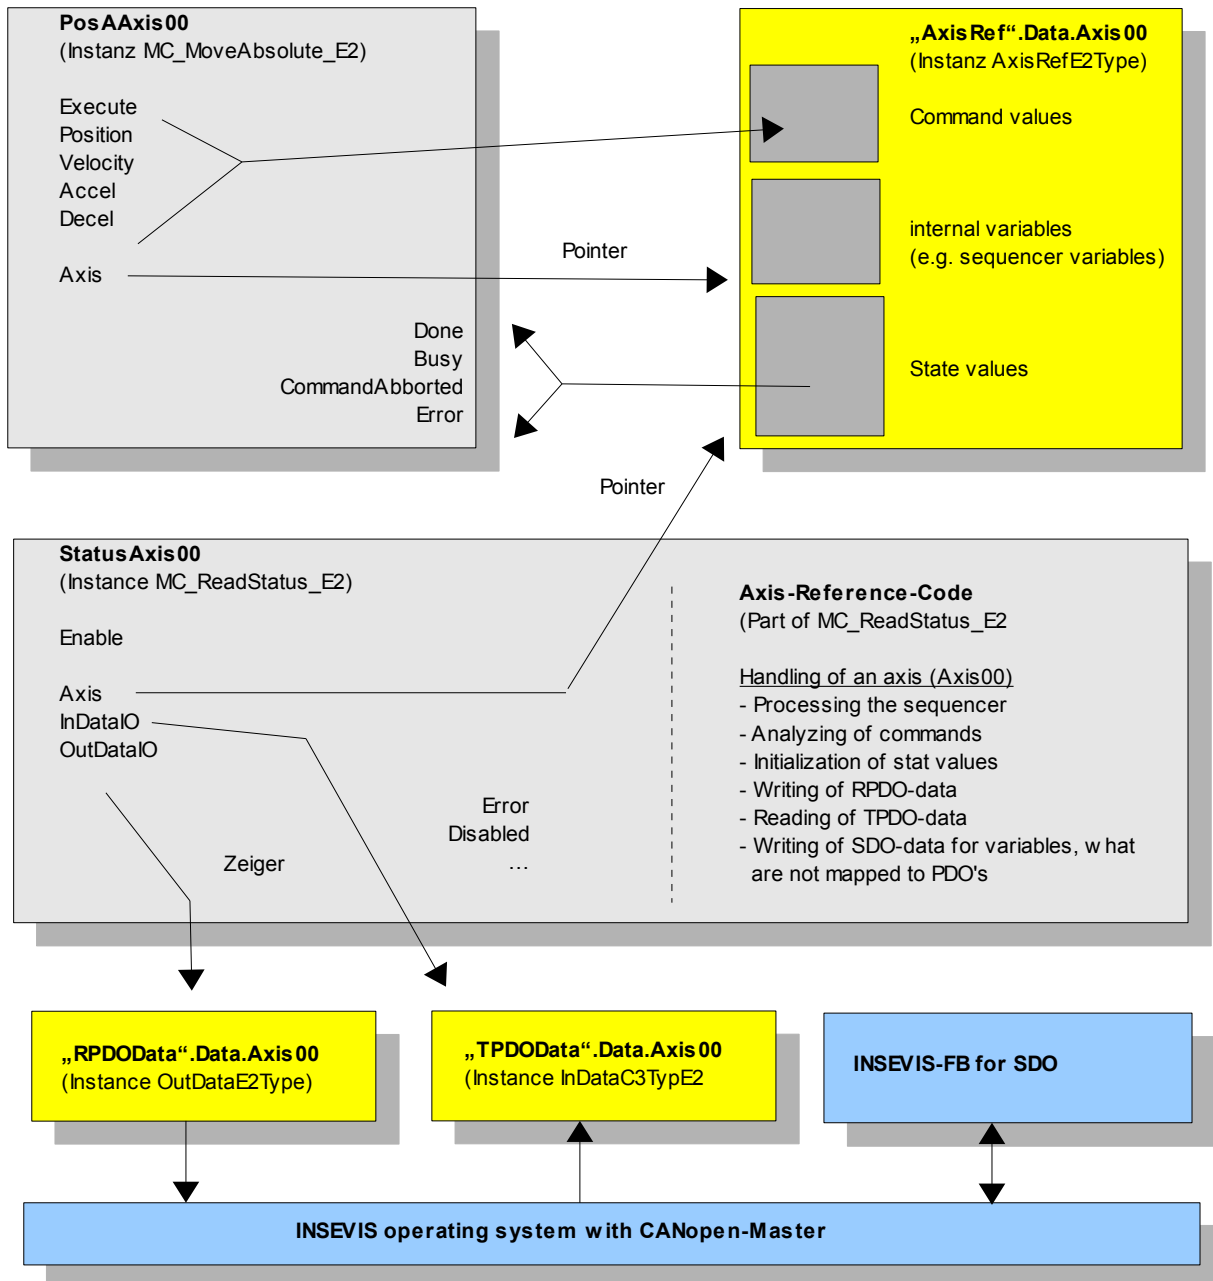 PosAAxis00
(Instanz MC_MoveAbsolute_E2)
Execute
Position
Velocity
Accel
Decel
Axis
Done
Busy
CommandAbborted
Error
Pointer
„AxisRef“.Data.Axis00
(Instanz AxisRefE2Type)
Command values
internal variables
(e.g. sequencer variables)
State values
Pointer
StatusAxis00
(Instance MC_ReadStatus_E2)
Enable
Axis
InDataIO
OutDataIO
Zeiger
Error
Disabled
...
Axis-Reference-Code
(Part of MC_ReadStatus_E2
Handling of an axis (Axis00)
- Processing the sequencer
- Analyzing of commands
- Initialization of stat values
- Writing of RPDO-data
- Reading of TPDO-data
- Writing of SDO-data for variables, what
are not mapped to PDO's
„RPDOData“.Data.Axis00
(Instance OutDataE2Type)
„TPDOData“.Data.Axis00
(Instance InDataC3TypE2
INSEVIS-FB for SDO
INSEVIS operating system with CANopen-Master